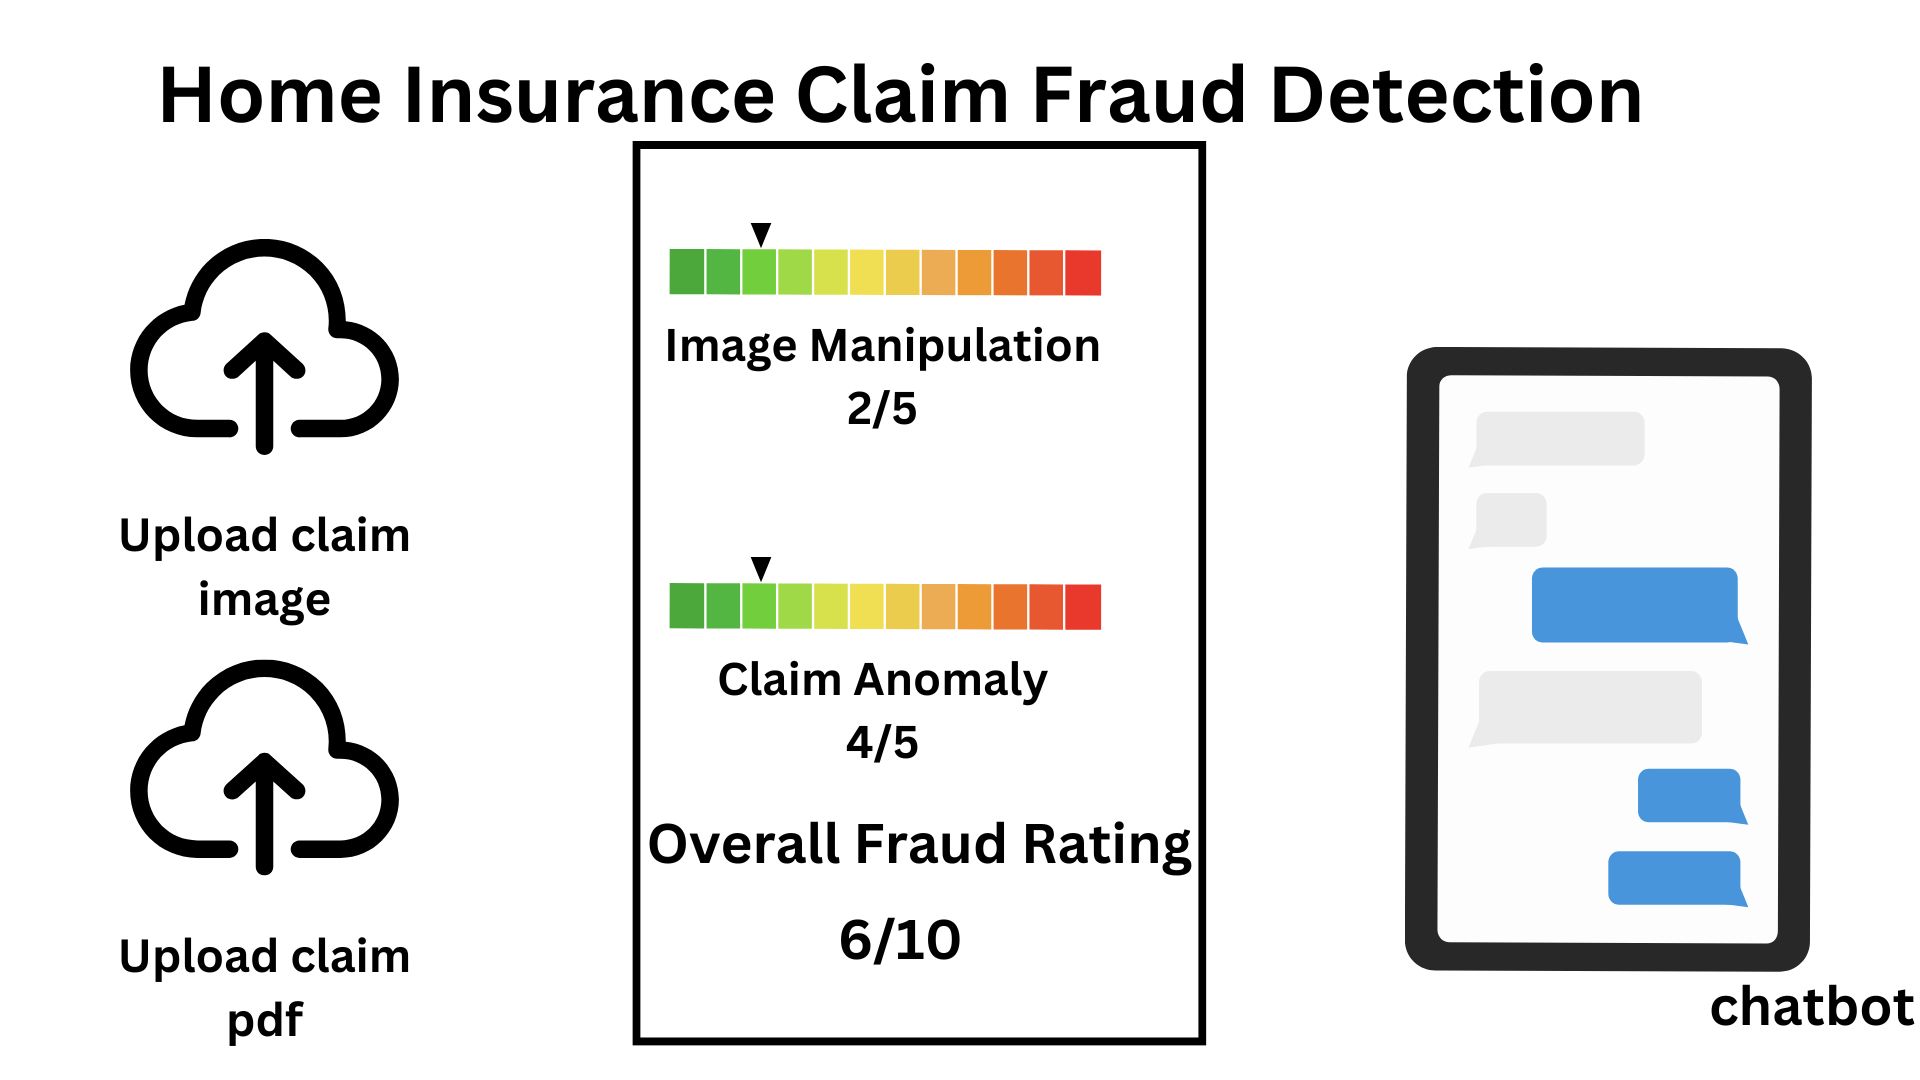 Home Insurance Claim Fraud Detection
Upload claim
image
Upload claim
pdf
Image Manipulation
2/5
Claim Anomaly
4/5
Overall Fraud Rating
6/10
chatbot